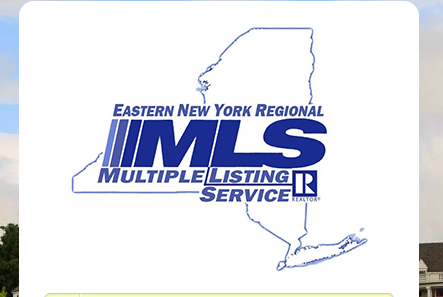 EASTERN NEW YORK REGIONAL
MLS
MULTIPLE LISTING
SERVICE
R
REALTOR®